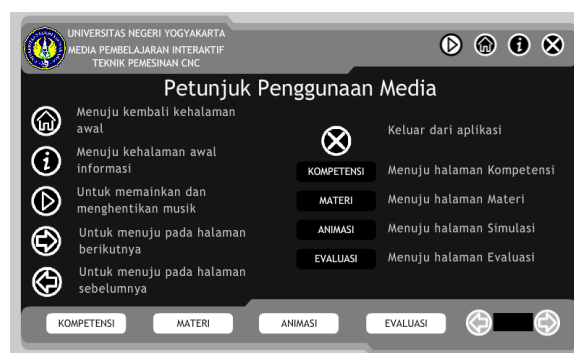 UNIVERSITAS NEGERI YOGYAKARTA
MEDIA PEMBELAJARAN INTERAKTIF
TEKNIK PEMESINAN CNC
Petunjuk Penggunaan Media
Menuju kembali kehalaman
awal
Menuju kehalaman awal
informasi
Untuk memainkan dan
menghentikan musik
Untuk menuju pada halaman
berikutnya
Untuk menuju pada halaman
sebelumnya
Keluar dari aplikasi
KOMPETENSI Menuju halaman Kompetensi
MATERI Menuju halaman Materi
ANIMASI Menuju halaman Simulasi
EVALUASI Menuju halaman Evaluasi
KOMPETENSI MATERI ANIMASI EVALUASI